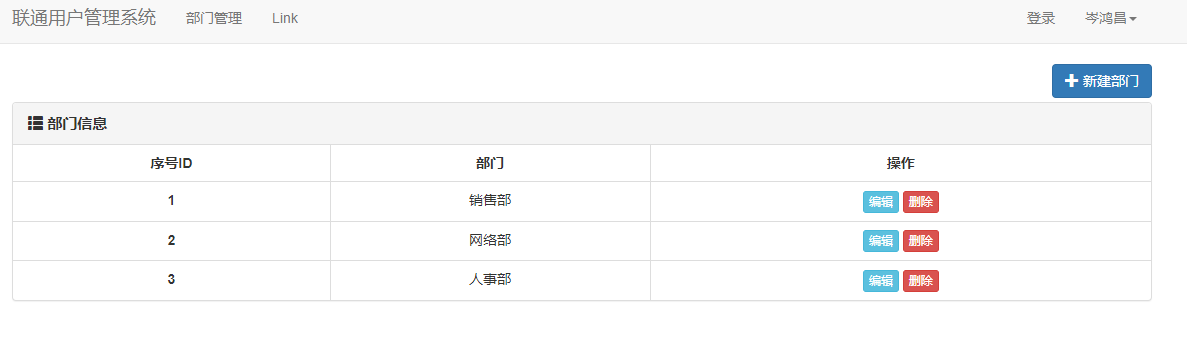 联通用户管理系统 部门管理 Link 登录 岑鸿昌
新建部门
部门信息
序号ID 部门 操作
1 销售部 编辑 删除
2 网络部 编辑 删除
3 人事部 编辑 删除